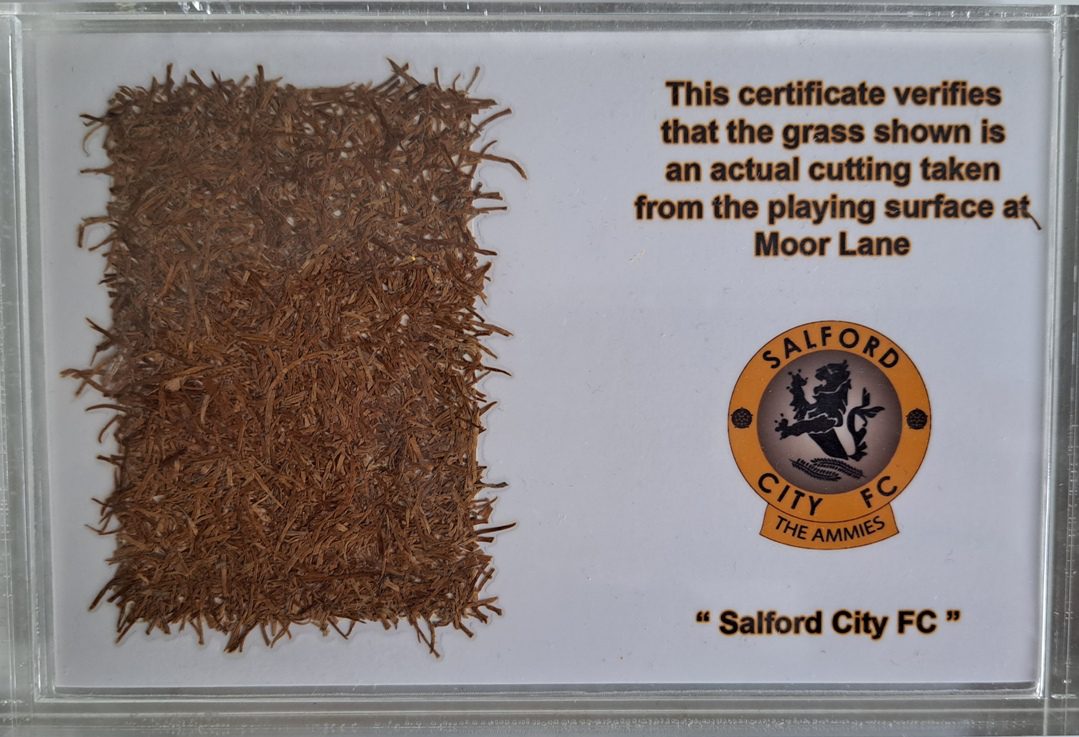 This certificate verifies
that the grass shown is
an actual cutting taken
from the playing surface at
Moor Lane
SALFORD
CITY FC
THE AMMIES
“ Salford City FC ”